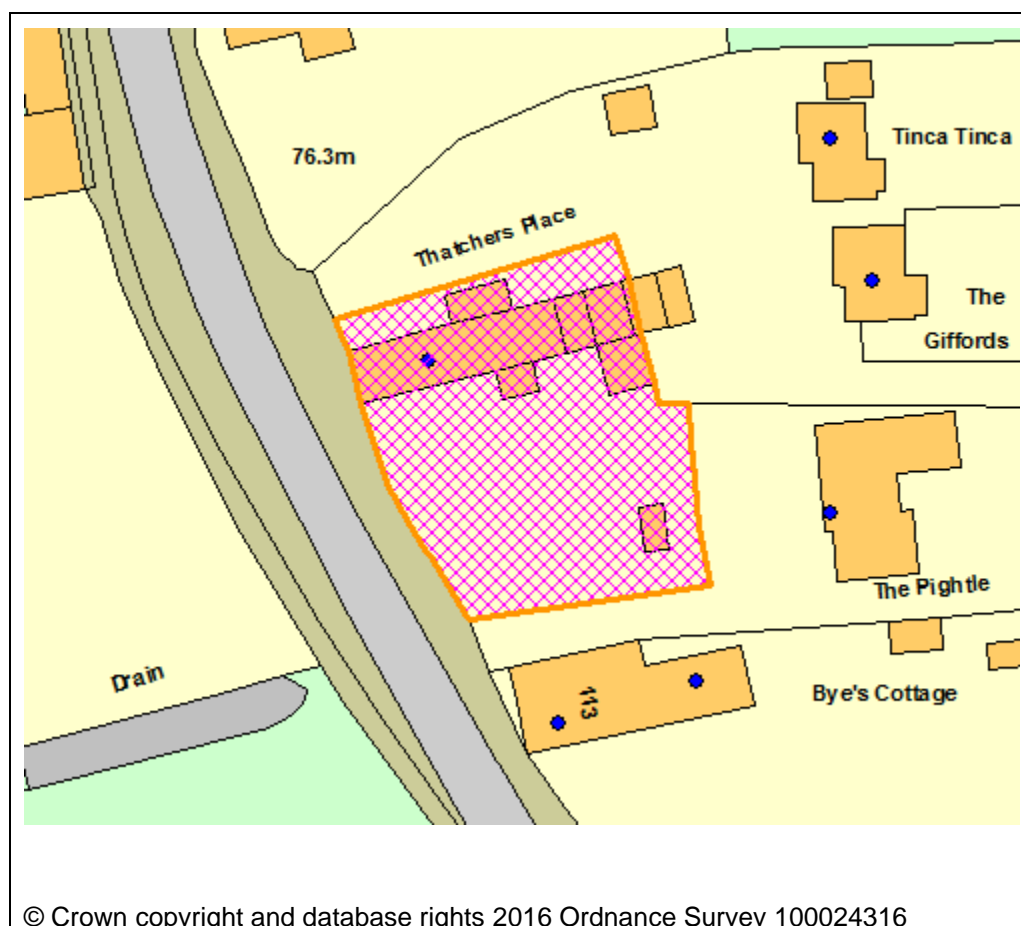 Tinca Tinca
76.3m
Thatchers Place
The
Giffords
The Pightle
Drain
113
Bye's Cottage
© Crown copyright and database rights 2016 Ordnance Survey 100024316